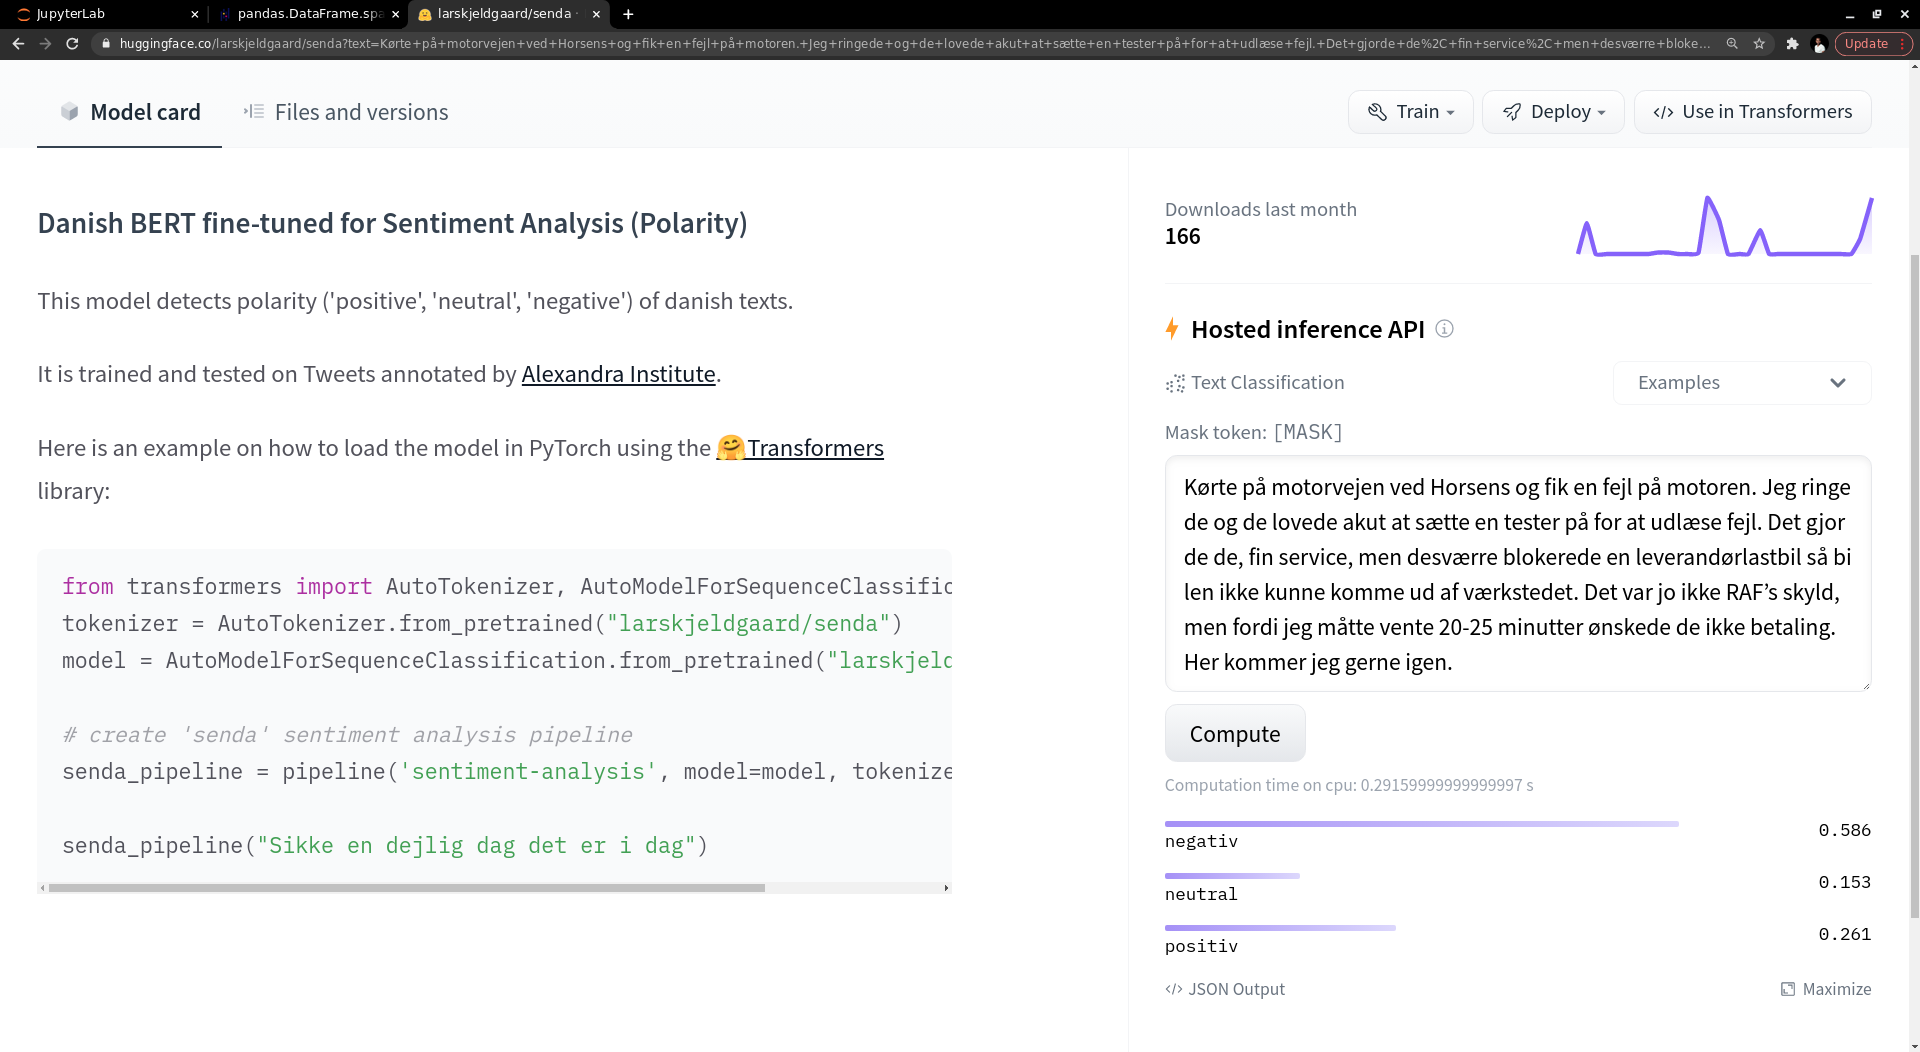 JupyterLab
pandas.DataFrame.spa
larskjeldgaard/senda ·
huggingface.co/larskjeldgaard/senda?text=Kørte+på+motorvejen+ved+Horsens+og+fik+en+fejl+på+motoren.+Jeg+ringede+og+de+lovede+akut+at+sætte+en+tester+på+for+at+udlæse+fejl.+Det+gjorde+de%2C+fin+service%2C+men+desværre+bloke...
Update
Model card
Files and versions
Train
Deploy
</> Use in Transformers
Danish BERT fine-tuned for Sentiment Analysis (Polarity)
This model detects polarity ('positive', 'neutral', 'negative') of danish texts.
It is trained and tested on Tweets annotated by Alexandra Institute.
Here is an example on how to load the model in PyTorch using the 🤗Transformers
library:
from transformers import AutoTokenizer, AutoModelForSequenceClassific
tokenizer = AutoTokenizer.from_pretrained("larskjeldgaard/senda")
model = AutoModelForSequenceClassification.from_pretrained("larskjeld
# create 'senda' sentiment analysis pipeline
senda_pipeline = pipeline('sentiment-analysis', model=model, tokenize
senda_pipeline("Sikke en dejlig dag det er i dag")
Downloads last month
166
Hosted inference API
Text Classification
Examples
Mask token: [MASK]
Kørte på motorvejen ved Horsens og fik en fejl på motoren. Jeg ringe
de og de lovede akut at sætte en tester på for at udlæse fejl. Det gjor
de de, fin service, men desværre blokerede en leverandørlastbil så bi
len ikke kunne komme ud af værkstedet. Det var jo ikke RAF’s skyld,
men fordi jeg måtte vente 20-25 minutter ønskede de ikke betaling.
Her kommer jeg gerne igen.
Compute
Computation time on cpu: 0.29159999999999997 s
negativ 0.586
neutral 0.153
positiv 0.261
</> JSON Output
Maximize